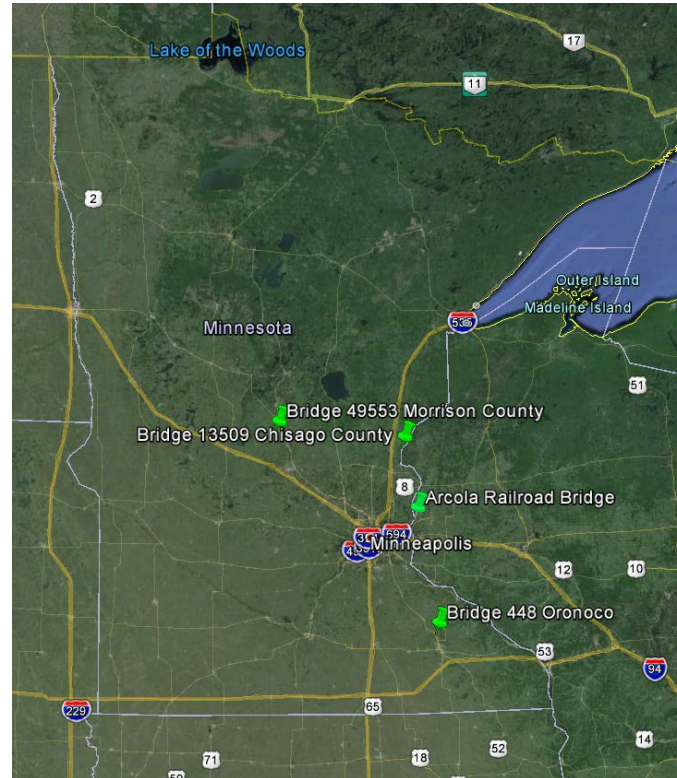 17
Lake of the Woods
11
2
Outer Island
Madeline Island
535
Minnesota
51
Bridge 49553 Morrison County
Bridge 13509 Chisago County
8
Arcola Railroad Bridge
694
Minneapolis
12
10
Bridge 448 Oronoco
53
94
65
229
14
52
71
18